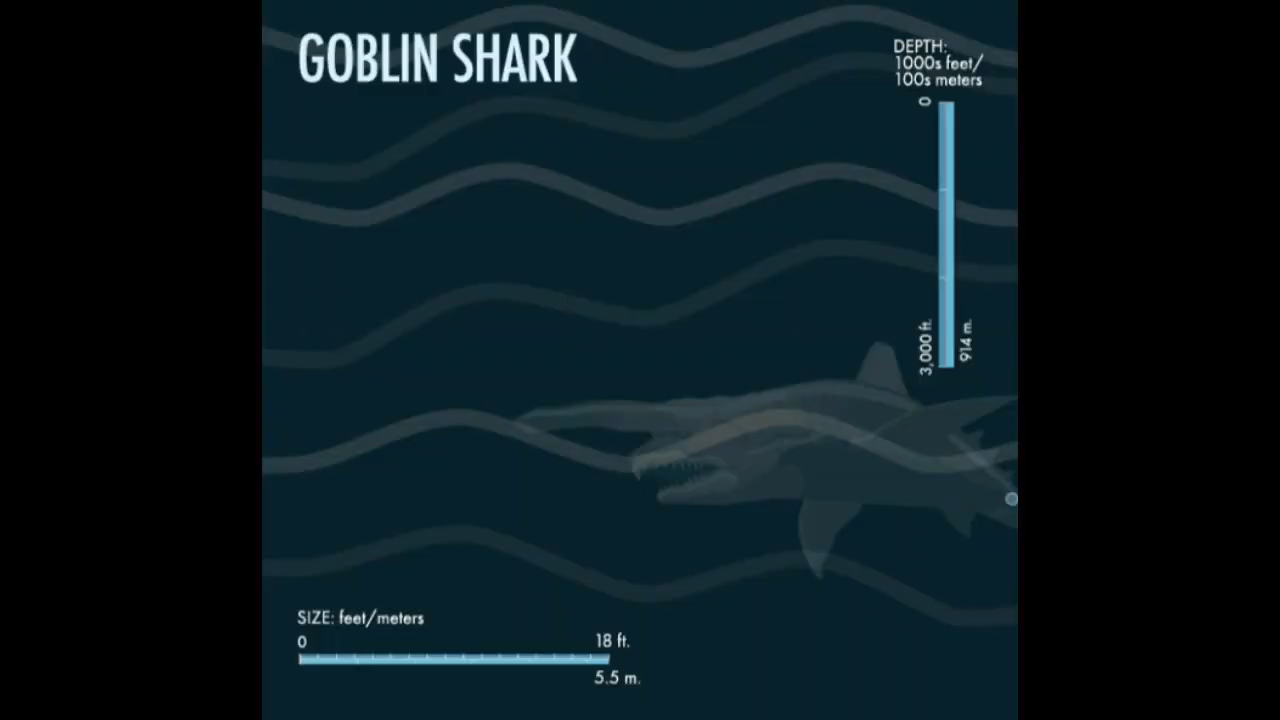 GOBLIN SHARK
DEPTH:
1000s feet/
100s meters
0
3,000 ft.
914 m.
SIZE: feet/meters
0
18 ft.
5.5 m.